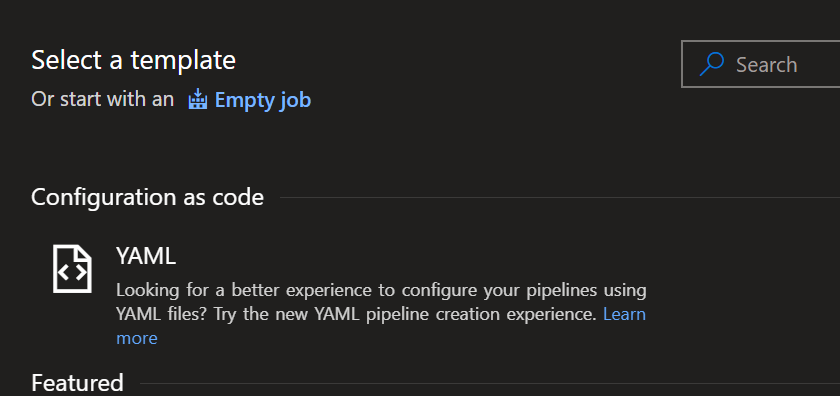 Select a template
Search
Or start with an Empty job
Configuration as code
YAML
Looking for a better experience to configure your pipelines using
YAML files? Try the new YAML pipeline creation experience. Learn
more
Featured